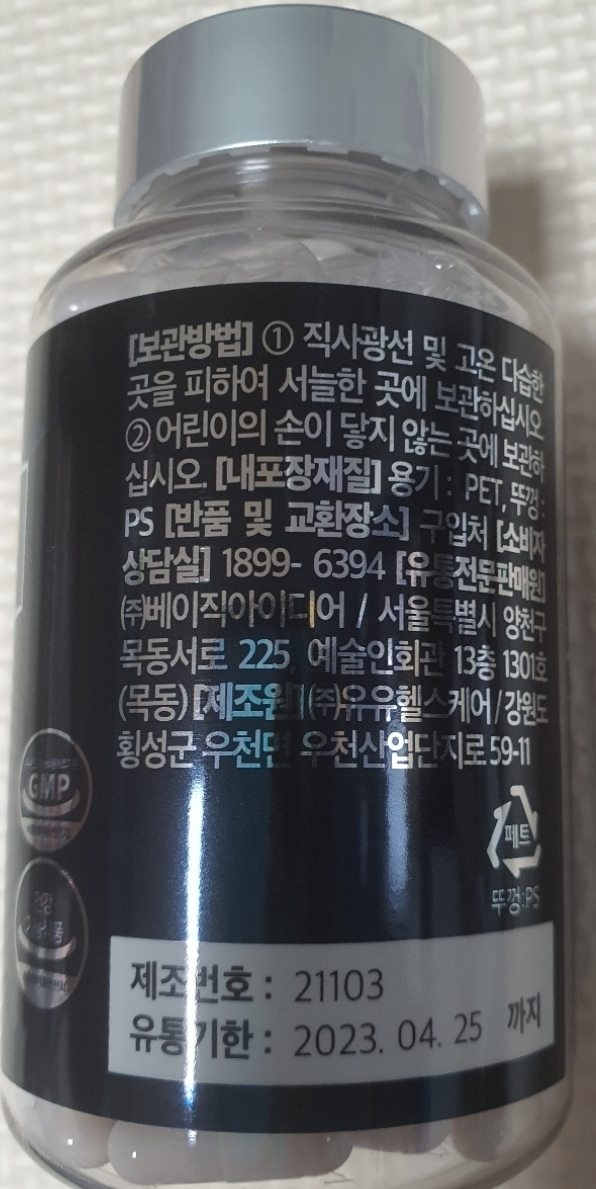 [보관방법] ① 직사광선 및 고온 다습한
곳을 피하여 서늘한 곳에 보관하십시오.
② 어린이의 손이 닿지 않는 곳에 보관하
십시오. [내포장재질] 용기 : PET, 뚜껑 :
PS [반품 및 교환장소] 구입처 [소비자
상담실] 1899- 6394 [유통전문판매원]
㈜베이직아이디어 / 서울특별시 양천구
목동서로 225, 예술인회관 13층 1301호
(목동) [제조원] ㈜유유헬스케어 / 강원도
횡성군 우천면 우천산업단지로 59-11
GMP
페트
뚜껑:PS
제조번호 : 21103
유통기한 : 2023. 04. 25 까지